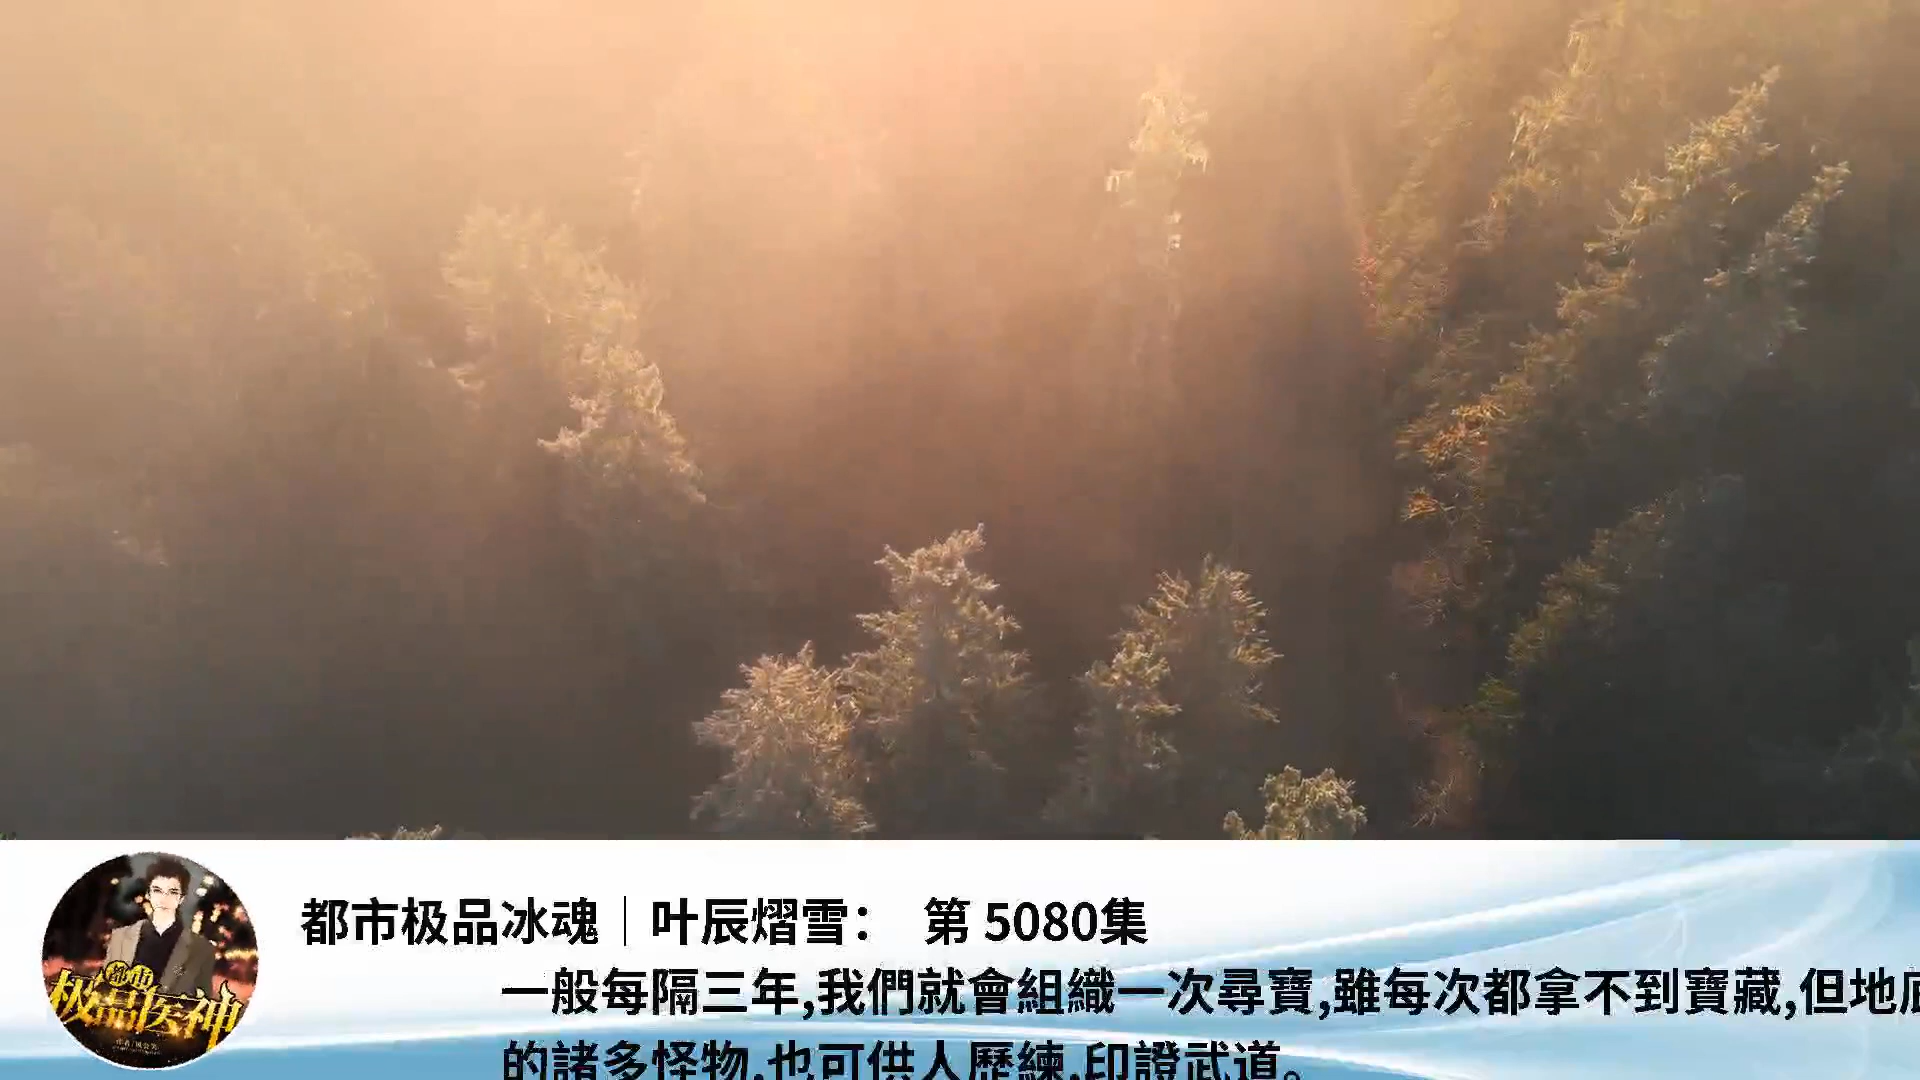 都市极品冰魂｜叶辰熠雪： 第 5080集
一般每隔三年,我們就會組織一次尋寶,雖每次都拿不到寶藏,但地底
的諸多怪物,也可供人歷練,印證武道。
都市
极品医神